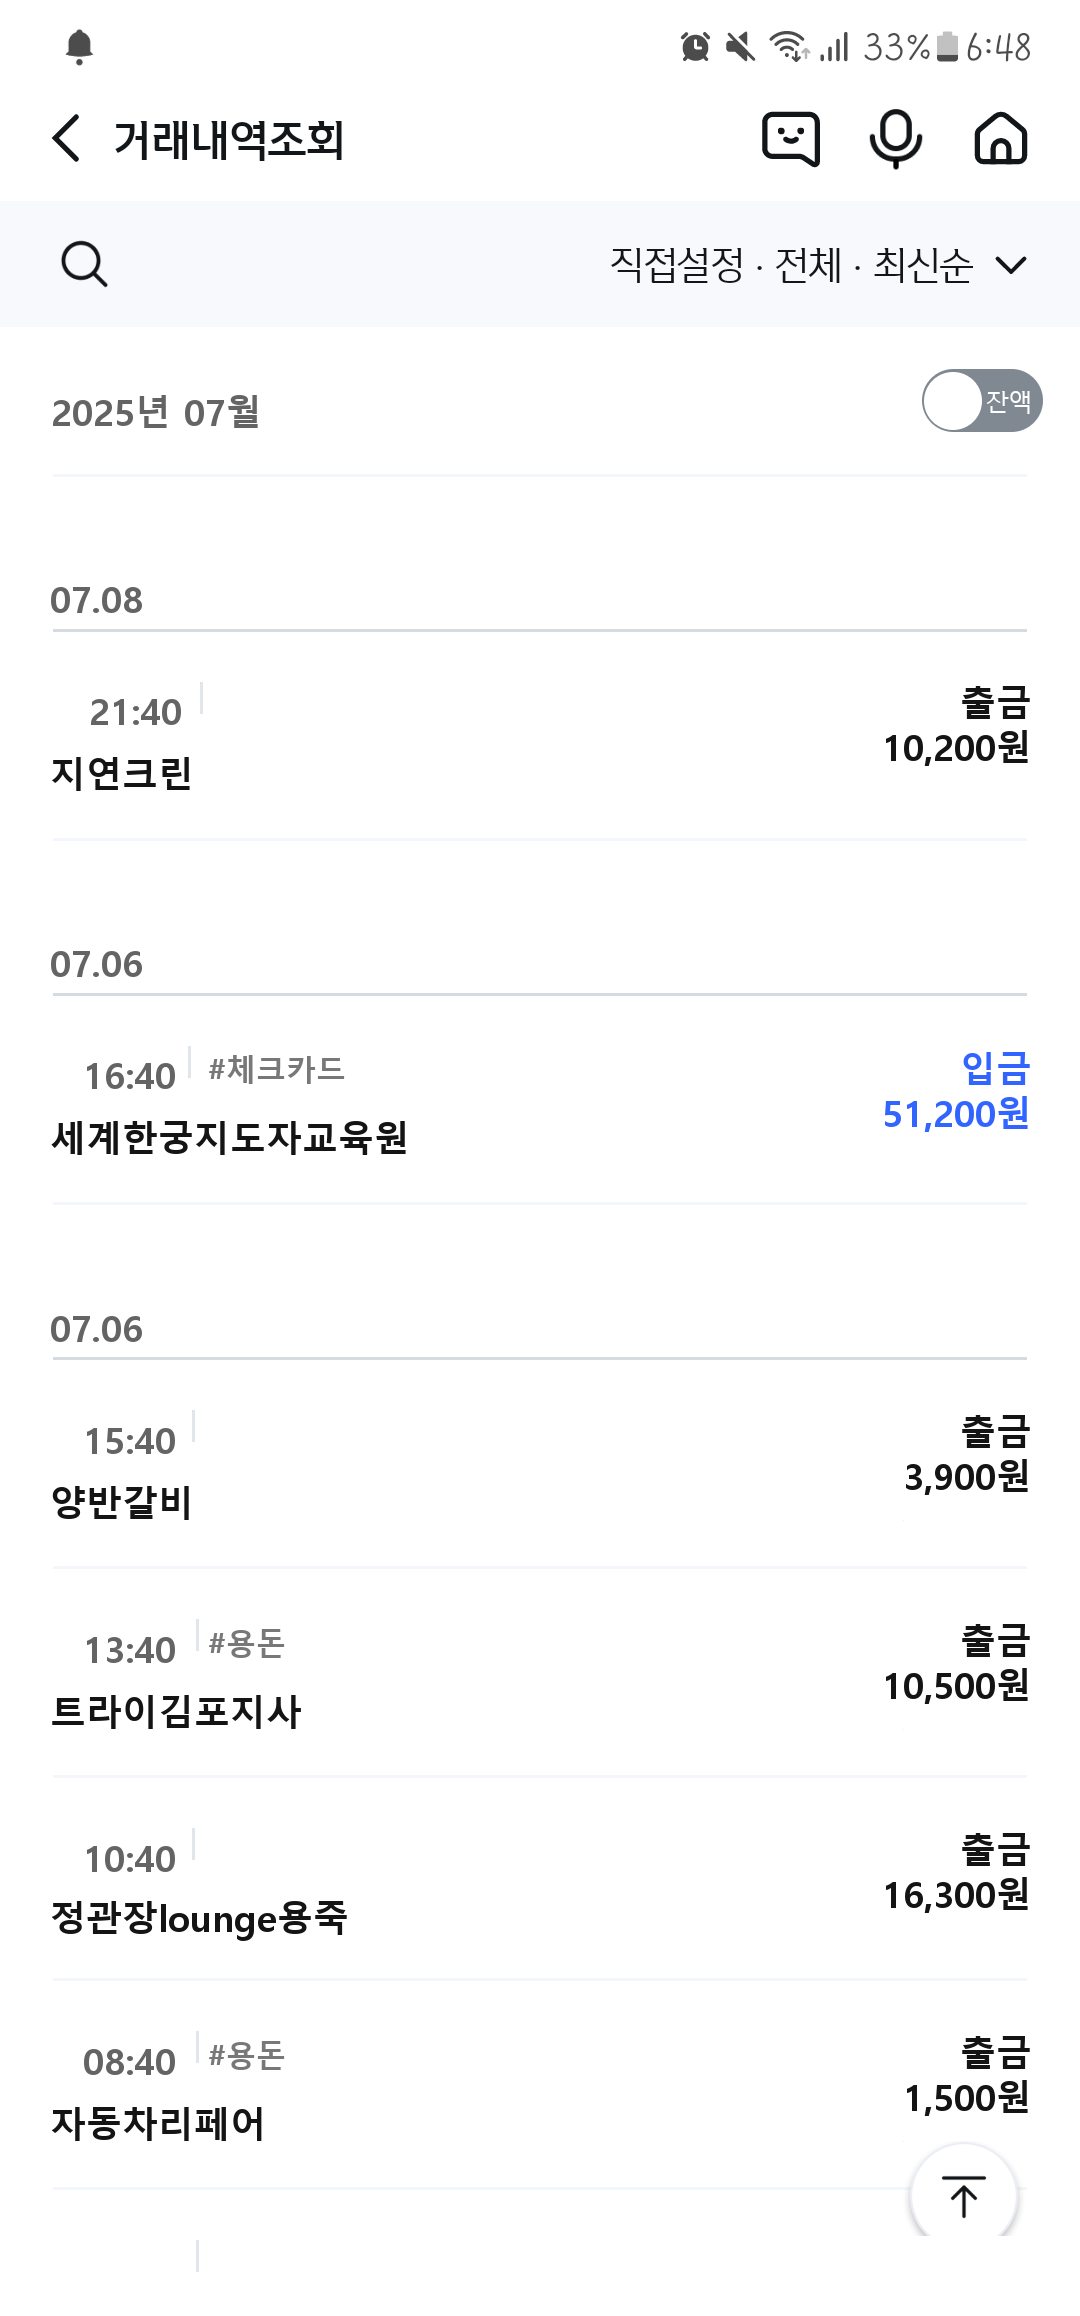 33% 6:48
거래내역조회
직접설정 · 전체 · 최신순
2025년 07월
잔액
07.08
21:40
출금
10,200원
지연크린
07.06
16:40 #체크카드
입금
51,200원
세계한궁지도자교육원
07.06
15:40
출금
3,900원
양반갈비
13:40 #용돈
출금
10,500원
트라이김포지사
10:40
출금
16,300원
정관장lounge용죽
08:40 #용돈
출금
1,500원
자동차리페어